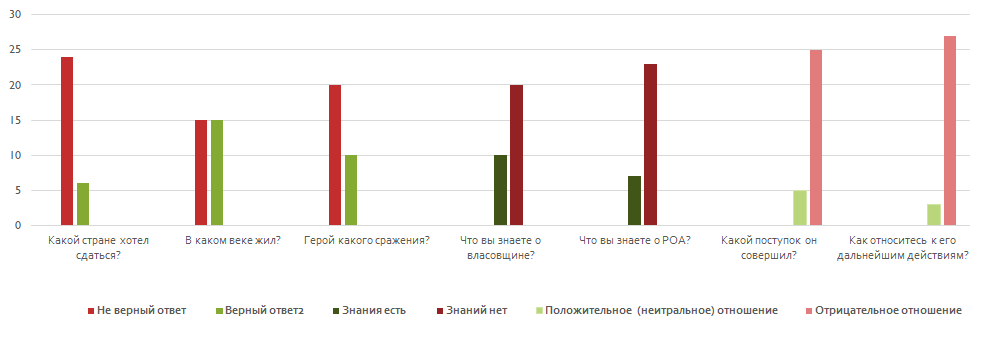 30
25
20
15
10
5
0
Какой стране хотел сдаться?
В каком веке жил?
Герой какого сражения?
Что вы знаете о власовщине?
Что вы знаете о РОА?
Какой поступок он совершил?
Как относитесь к его дальнейшим действиям?
Не верный ответ
Верный ответ2
Знания есть
Знаний нет
Положительное (нейтральное) отношение
Отрицательное отношение